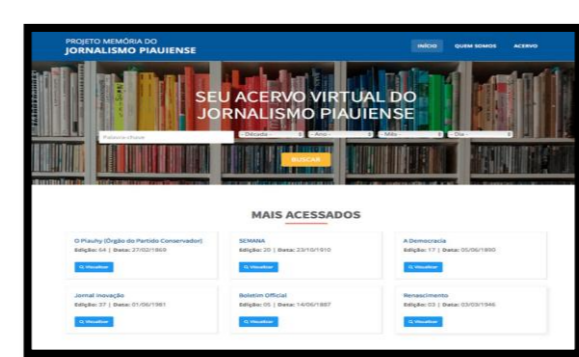 PROJETO MEMÓRIA DO
JORNALISMO PIAUIENSE
INÍCIO QUEM SOMOS ACERVO
SEU ACERVO VIRTUAL DO
JORNALISMO PIAUIENSE
Palavra-chave - Década - - Ano - - Mês - - Dia -
BUSCAR
MAIS ACESSADOS
O Piauhy (Órgão do Partido Conservador)
Edição: 64 | Data: 27/02/1869
Visualizar
SEMANA
Edição: 20 | Data: 23/10/1910
Visualizar
A Democracia
Edição: 17 | Data: 05/06/1890
Visualizar
Jornal Inovação
Edição: 37 | Data: 01/06/1981
Visualizar
Boletim Official
Edição: 05 | Data: 14/06/1887
Visualizar
Renascimento
Edição: 03 | Data: 03/03/1946
Visualizar